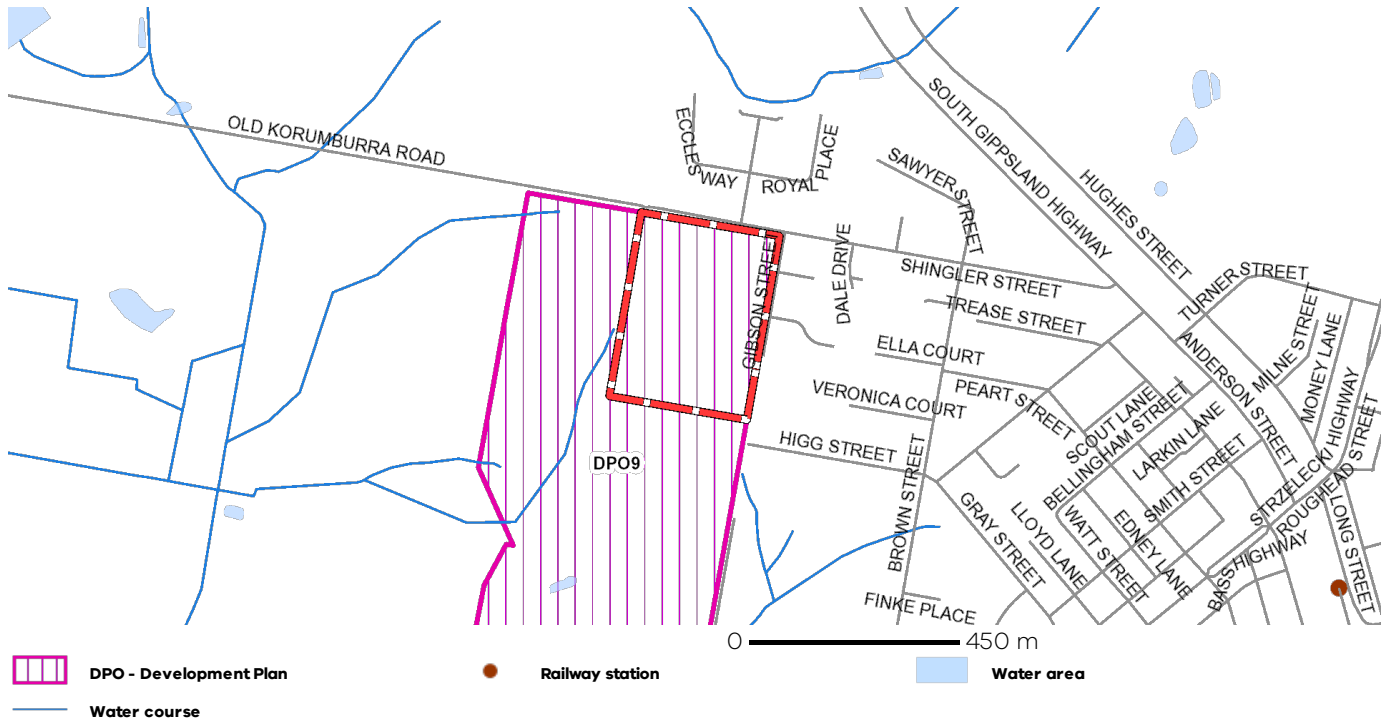 OLD KORUMBURRA ROAD
ECCLES WAY
ROYAL PLACE
SAWYER STREET
SOUTH GIPPSLAND HIGHWAY
HUGHES STREET
DALE DRIVE
SHINGLER STREET
TURNER STREET
GIBSON STREET
TREASE STREET
MILNE STREET
MONEY LANE
ELLA COURT
ANDERSON STREET
VERONICA COURT
PEART STREET
SCOUT LANE
BELLINGHAM STREET
LARKIN LANE
SMITH STREET
STRZELECKI HIGHWAY
ROUGHEAD STREET
HIGG STREET
DPO9
BROWN STREET
GRAY STREET
LLOYD LANE
WATT STREET
EDNEY LANE
BASS HIGHWAY
LONG STREET
FINKE PLACE
0 450 m
DPO - Development Plan
Railway station
Water area
Water course